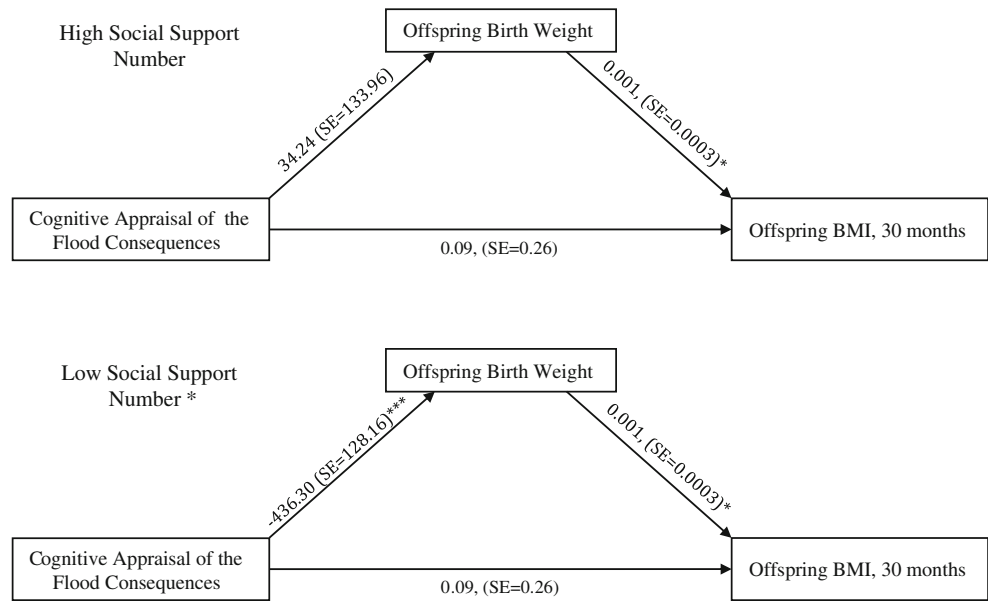 High Social Support
Number
Offspring Birth Weight
34.24 (SE=133.96)
0.001, (SE=0.0003)*
Cognitive Appraisal of the
Flood Consequences
0.09, (SE=0.26)
Offspring BMI, 30 months
Low Social Support
Number *
Offspring Birth Weight
-436.30 (SE=128.16)***
0.001, (SE=0.0003)*
Cognitive Appraisal of the
Flood Consequences
0.09, (SE=0.26)
Offspring BMI, 30 months